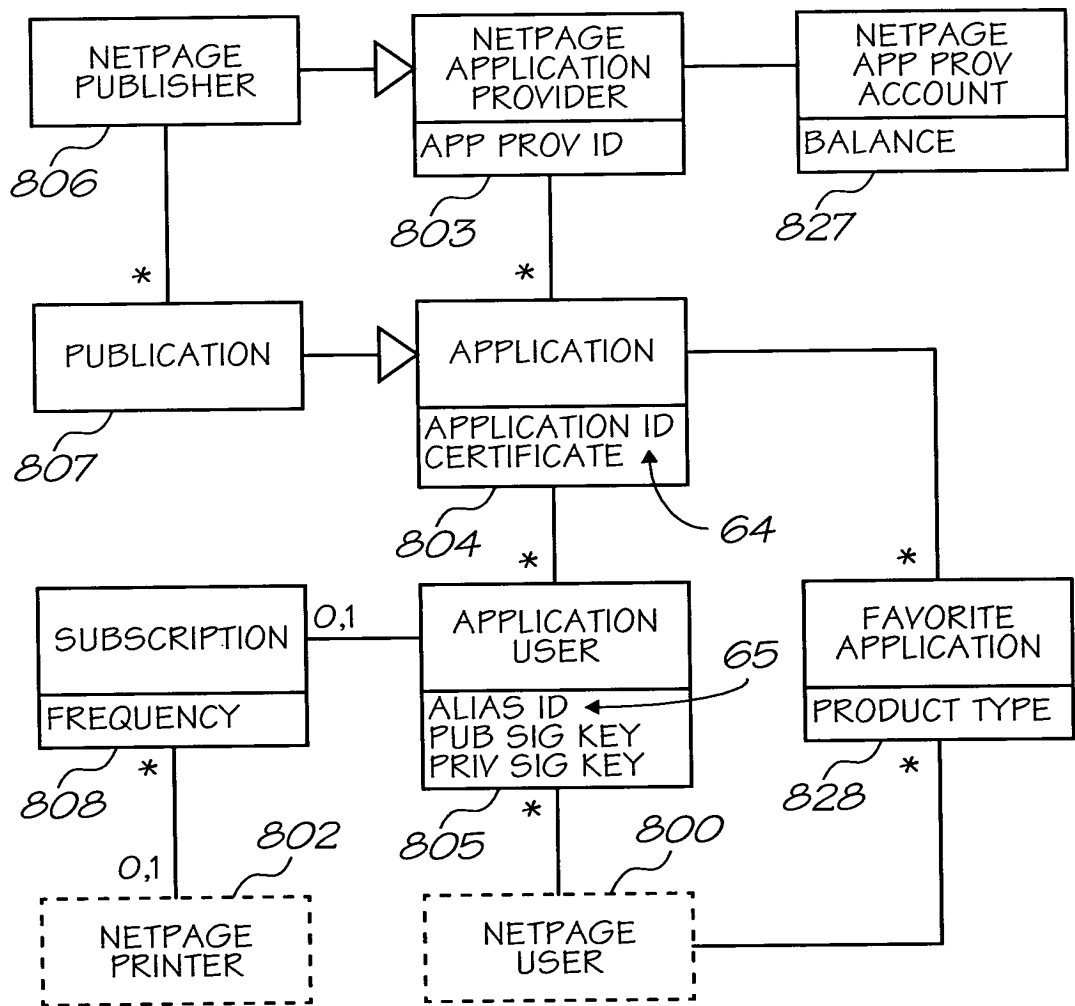 NETPAGE
PUBLISHER
806
NETPAGE
APPLICATION
PROVIDER
APP PROV ID
803
NETPAGE
APP PROV
ACCOUNT
BALANCE
827
*
*
PUBLICATION
807
APPLICATION
APPLICATION ID
CERTIFICATE
804
64
*
*
SUBSCRIPTION
FREQUENCY
808
0,1
APPLICATION
USER
ALIAS ID
PUB SIG KEY
PRIV SIG KEY
805
65
FAVORITE
APPLICATION
PRODUCT TYPE
828
*
*
*
0,1
802
NETPAGE
PRINTER
800
NETPAGE
USER